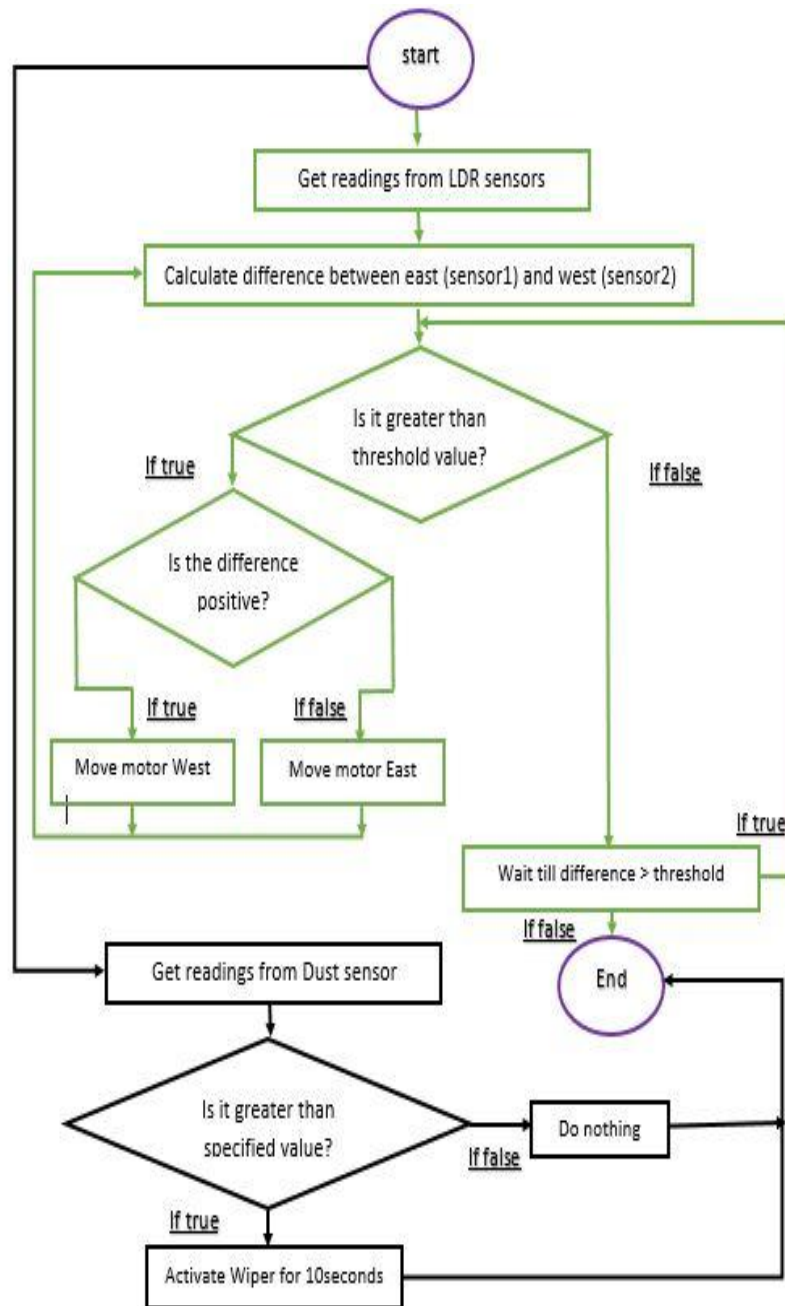 start
Get readings from LDR sensors
Calculate difference between east (sensor1) and west (sensor2)
Is it greater than
threshold value?
If true
If false
Is the difference
positive?
If true
If false
Move motor West
Move motor East
If true
Wait till difference > threshold
If false
End
Get readings from Dust sensor
Is it greater than
specified value?
If false
Do nothing
If true
Activate Wiper for 10seconds